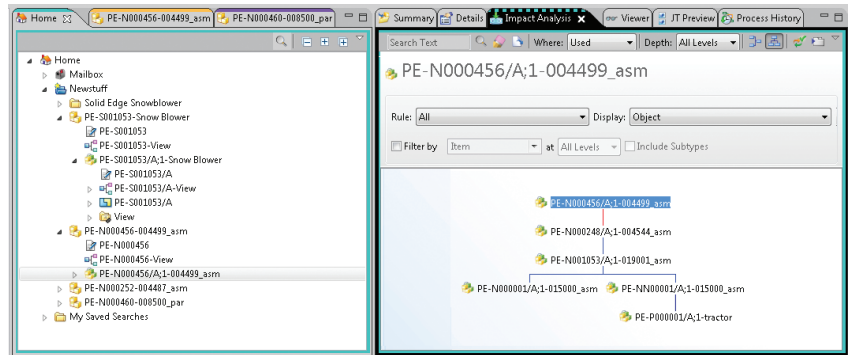 Home
PE-N000456-004499_asm
PE-N000460-008500_par
Home
Mailbox
Newstuff
Solid Edge Snowblower
PE-S001053-Snow Blower
PE-S001053
PE-S001053-View
PE-S001053/A;1-Snow Blower
PE-S001053/A
PE-S001053/A-View
PE-S001053/A
View
PE-N000456-004499_asm
PE-N000456
PE-N000456-View
PE-N000456/A;1-004499_asm
PE-N000252-004487_asm
PE-N000460-008500_par
My Saved Searches
Summary Details Impact Analysis Viewer JT Preview Process History
Search Text Where: Used Depth: All Levels
PE-N000456/A;1-004499_asm
Rule: All Display: Object
Filter by Item at All Levels Include Subtypes
PE-N000456/A;1-004499_asm
PE-N000248/A;1-004544_asm
PE-N001053/A;1-019001_asm
PE-N000001/A;1-015000_asm PE-NN00001/A;1-015000_asm
PE-P000001/A;1-tractor